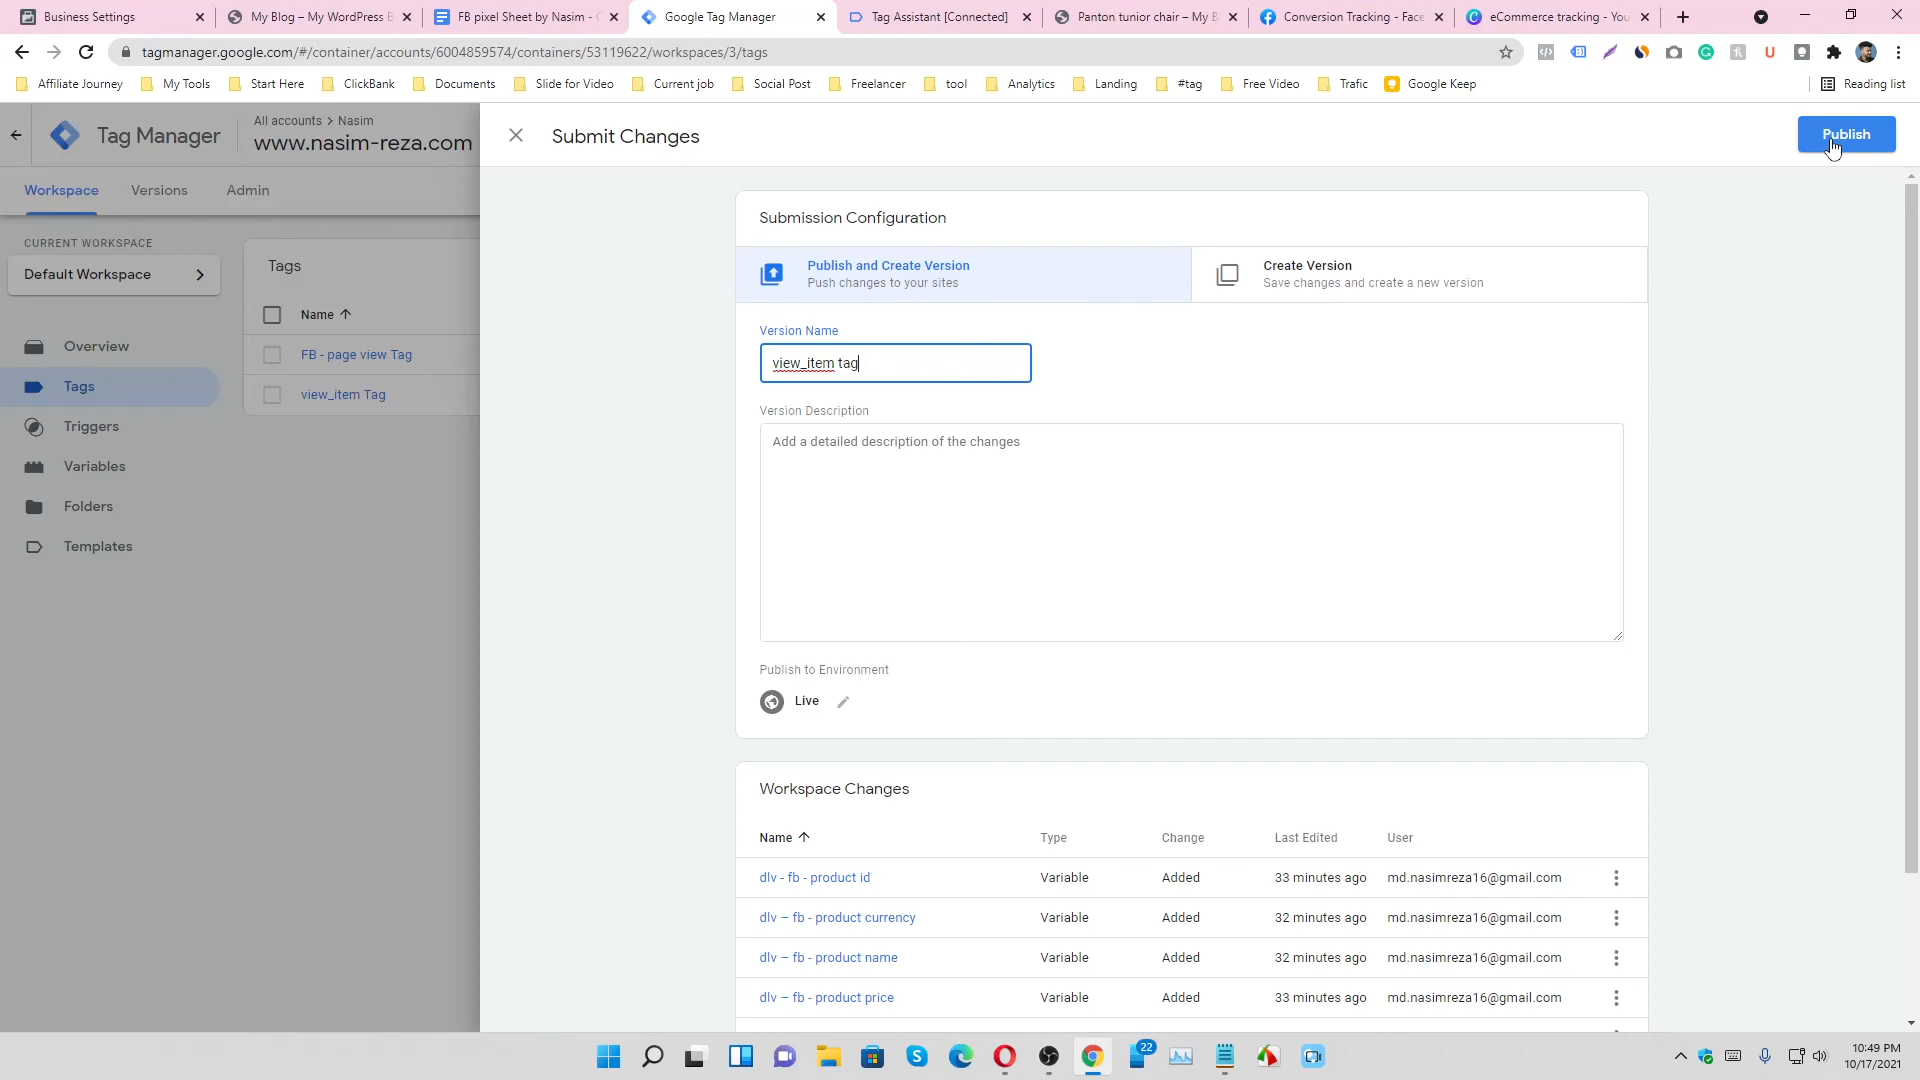 Business Settings
My Blog – My WordPress B
FB pixel Sheet by Nasim -
Google Tag Manager
Tag Assistant [Connected]
Panton tunior chair – My B
Conversion Tracking - Face
eCommerce tracking - You
tagmanager.google.com/#/container/accounts/6004859574/containers/53119622/workspaces/3/tags
Affiliate Journey
My Tools
Start Here
ClickBank
Documents
Slide for Video
Current job
Social Post
Freelancer
tool
Analytics
Landing
#tag
Free Video
Trafic
Google Keep
Reading list
Tag Manager
All accounts > Nasim
www.nasim-reza.com
Submit Changes
Publish
Workspace
Versions
Admin
CURRENT WORKSPACE
Default Workspace
Overview
Tags
Triggers
Variables
Folders
Templates
Tags
Name
FB - page view Tag
view_item Tag
Submission Configuration
Publish and Create Version
Push changes to your sites
Create Version
Save changes and create a new version
Version Name
view_item tag
Version Description
Add a detailed description of the changes
Publish to Environment
Live
Workspace Changes
Name Type Change Last Edited User
dlv - fb - product id Variable Added 33 minutes ago md.nasimreza16@gmail.com
dlv – fb - product currency Variable Added 32 minutes ago md.nasimreza16@gmail.com
dlv – fb - product name Variable Added 32 minutes ago md.nasimreza16@gmail.com
dlv – fb - product price Variable Added 33 minutes ago md.nasimreza16@gmail.com
22
10:49 PM
10/17/2021